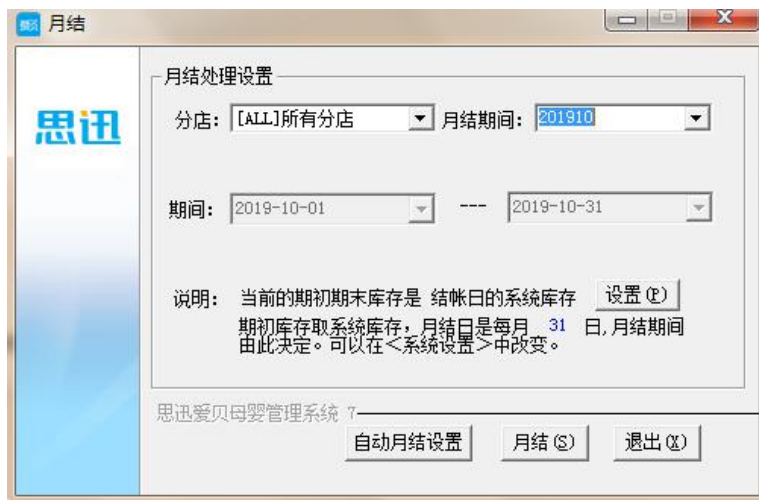 月结
思迅
月结处理设置
分店： [ALL]所有分店 月结期间： 201910
期间： 2019-10-01 --- 2019-10-31
说明： 当前的期初期末库存是 结帐日的系统库存 设置(P)
期初库存取系统库存，月结日是每月 31 日,月结期间
由此决定。可以在<系统设置>中改变。
思迅爱贝母婴管理系统 7
自动月结设置 月结(S) 退出(X)